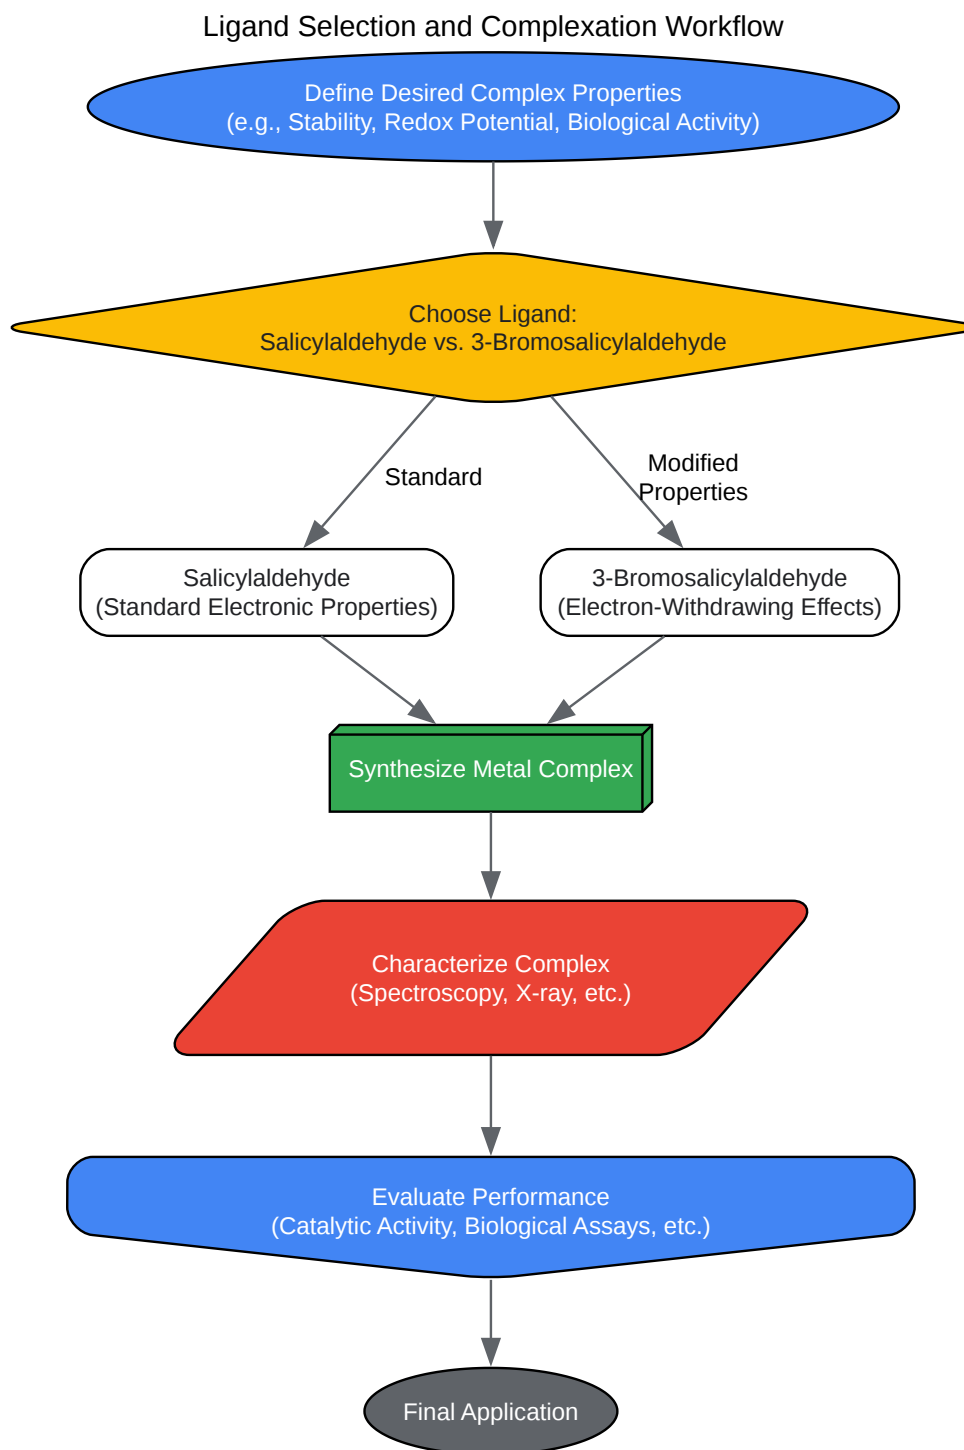 Ligand Selection and Complexation Workflow
Define Desired Complex Properties
(e.g., Stability, Redox Potential, Biological Activity)
Choose Ligand:
Salicylaldehyde vs. 3-Bromosalicylaldehyde
Standard
Modified
Properties
Salicylaldehyde
(Standard Electronic Properties)
3-Bromosalicylaldehyde
(Electron-Withdrawing Effects)
Synthesize Metal Complex
Characterize Complex
(Spectroscopy, X-ray, etc.)
Evaluate Performance
(Catalytic Activity, Biological Assays, etc.)
Final Application